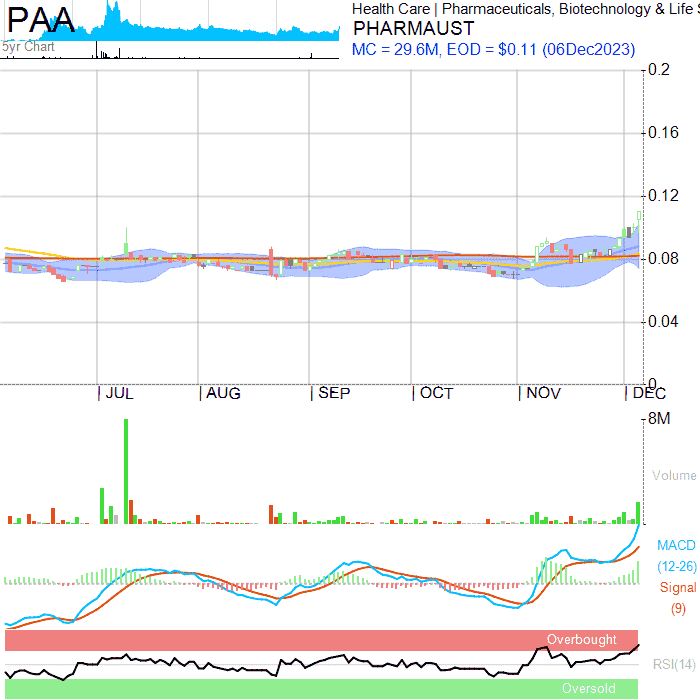 PAA
5yr Chart
Health Care | Pharmaceuticals, Biotechnology & Life
PHARMAUST
MC = 29.6M, EOD = $0.11 (06Dec2023)
0.2
0.16
0.12
0.08
0.04
0
JUL AUG SEP OCT NOV DEC
8M
Volume
MACD
(12-26)
Signal
(9)
Overbought
RSI(14)
Oversold